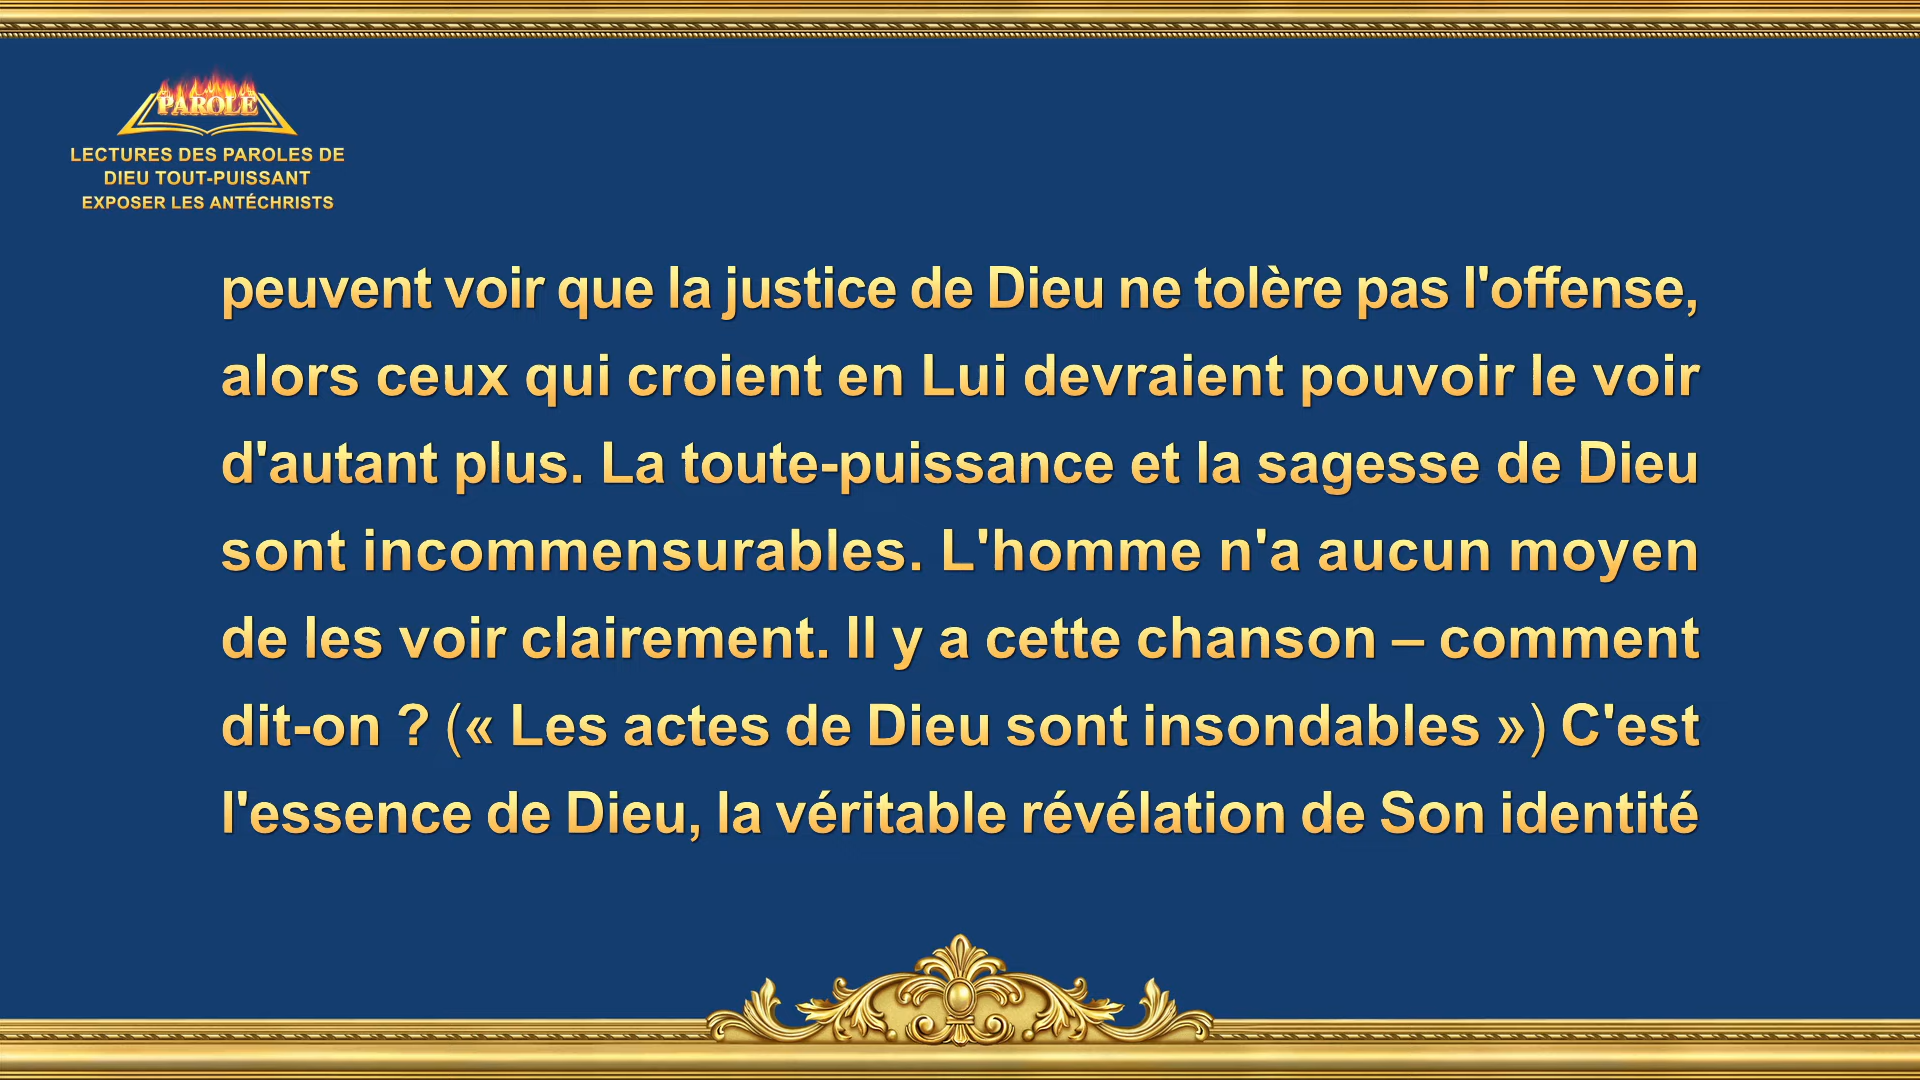 PAROLE
LECTURES DES PAROLES DE
DIEU TOUT-PUISSANT
EXPOSER LES ANTÉCHRISTS
peuvent voir que la justice de Dieu ne tolère pas l'offense,
alors ceux qui croient en Lui devraient pouvoir le voir
d'autant plus. La toute-puissance et la sagesse de Dieu
sont incommensurables. L'homme n'a aucun moyen
de les voir clairement. Il y a cette chanson – comment
dit-on ? (« Les actes de Dieu sont insondables ») C'est
l'essence de Dieu, la véritable révélation de Son identité